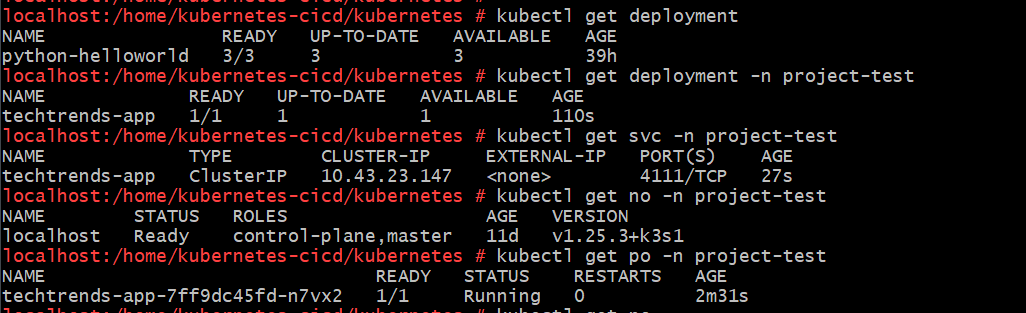 localhost:/home/kubernetes-cicd/kubernetes # kubectl get deployment
NAME READY UP-TO-DATE AVAILABLE AGE
python-helloworld 3/3 3 3 39h
localhost:/home/kubernetes-cicd/kubernetes # kubectl get deployment -n project-test
NAME READY UP-TO-DATE AVAILABLE AGE
techtrends-app 1/1 1 1 110s
localhost:/home/kubernetes-cicd/kubernetes # kubectl get svc -n project-test
NAME TYPE CLUSTER-IP EXTERNAL-IP PORT(S) AGE
techtrends-app ClusterIP 10.43.23.147 <none> 4111/TCP 27s
localhost:/home/kubernetes-cicd/kubernetes # kubectl get no -n project-test
NAME STATUS ROLES AGE VERSION
localhost Ready control-plane,master 11d v1.25.3+k3s1
localhost:/home/kubernetes-cicd/kubernetes # kubectl get po -n project-test
NAME READY STATUS RESTARTS AGE
techtrends-app-7ff9dc45fd-n7vx2 1/1 Running 0 2m31s